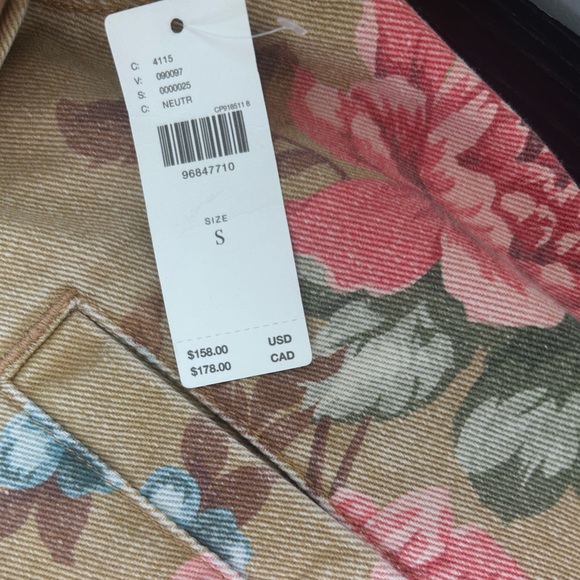 C: 4115
V: 090097
S: 0000025
C: NEUTR CP918511 8
96847710
SIZE
S
$158.00 USD
$178.00 CAD